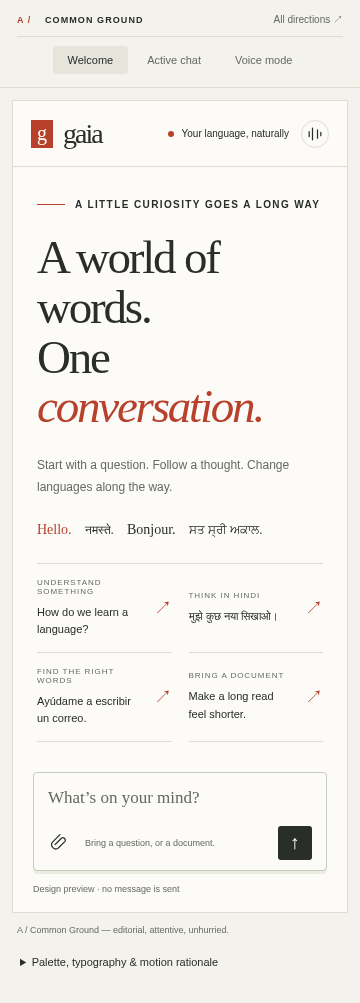 A / COMMON GROUND
All directions ↗
Welcome Active chat Voice mode
g gaia
Your language, naturally
A LITTLE CURIOSITY GOES A LONG WAY
A world of
words.
One
conversation.
Start with a question. Follow a thought. Change
languages along the way.
Hello. नमस्ते. Bonjour. ਸਤ ਸ੍ਰੀ ਅਕਾਲ.
UNDERSTAND
SOMETHING
How do we learn a
language?
↗
THINK IN HINDI
मुझे कुछ नया सिखाओ।
↗
FIND THE RIGHT
WORDS
Ayúdame a escribir
un correo.
↗
BRING A DOCUMENT
Make a long read
feel shorter.
↗
What’s on your mind?
Bring a question, or a document.
↑
Design preview · no message is sent
A / Common Ground — editorial, attentive, unhurried.
▶ Palette, typography & motion rationale